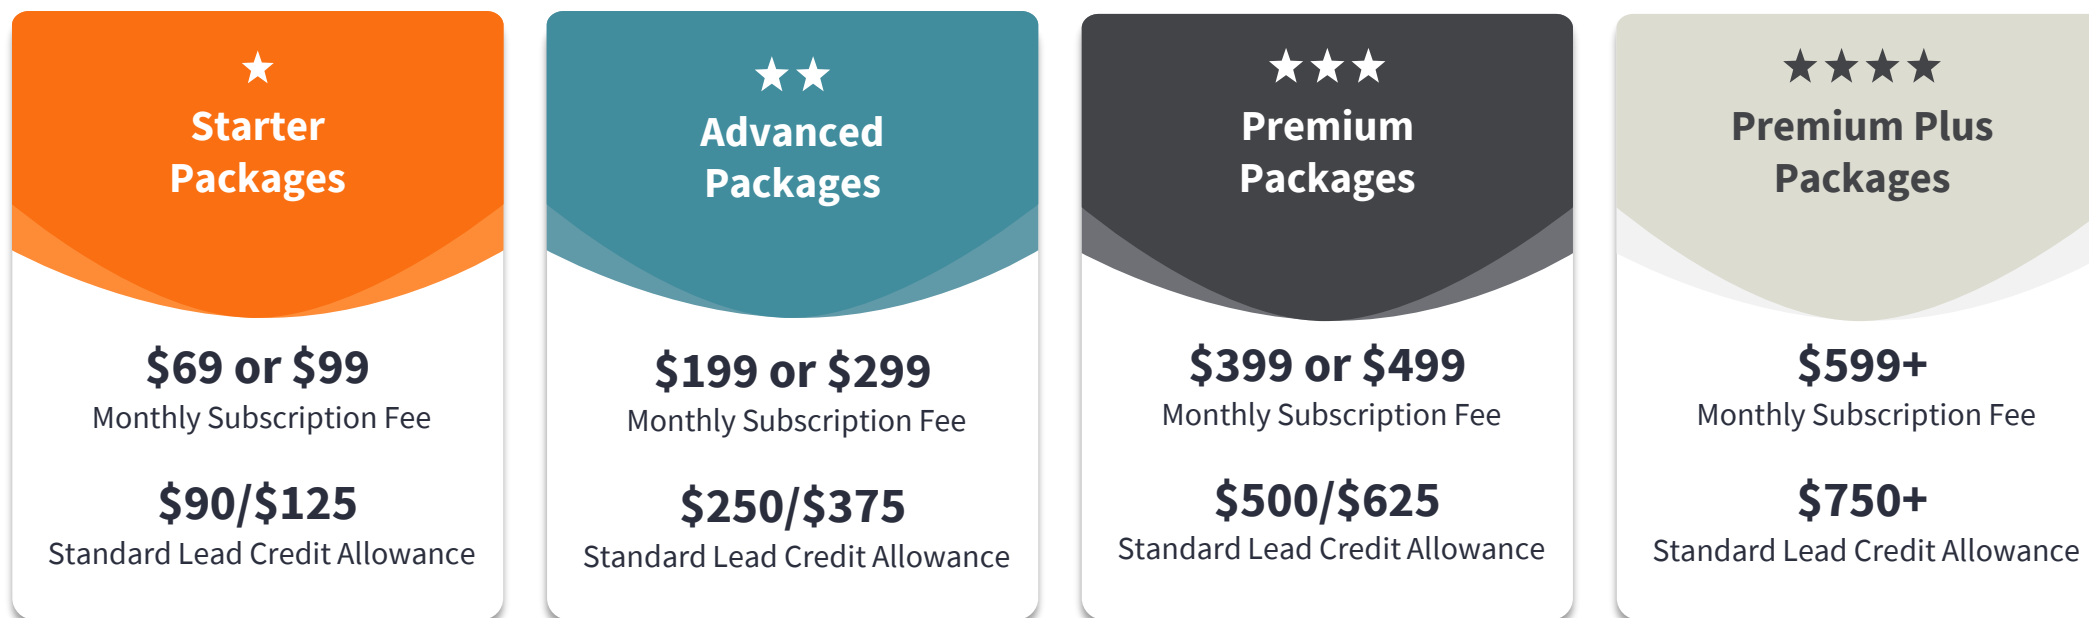 Starter
Packages
$69 or $99
Monthly Subscription Fee
$90/$125
Standard Lead Credit Allowance
Advanced
Packages
$199 or $299
Monthly Subscription Fee
$250/$375
Standard Lead Credit Allowance
Premium
Packages
$399 or $499
Monthly Subscription Fee
$500/$625
Standard Lead Credit Allowance
Premium Plus
Packages
$599+
Monthly Subscription Fee
$750+
Standard Lead Credit Allowance